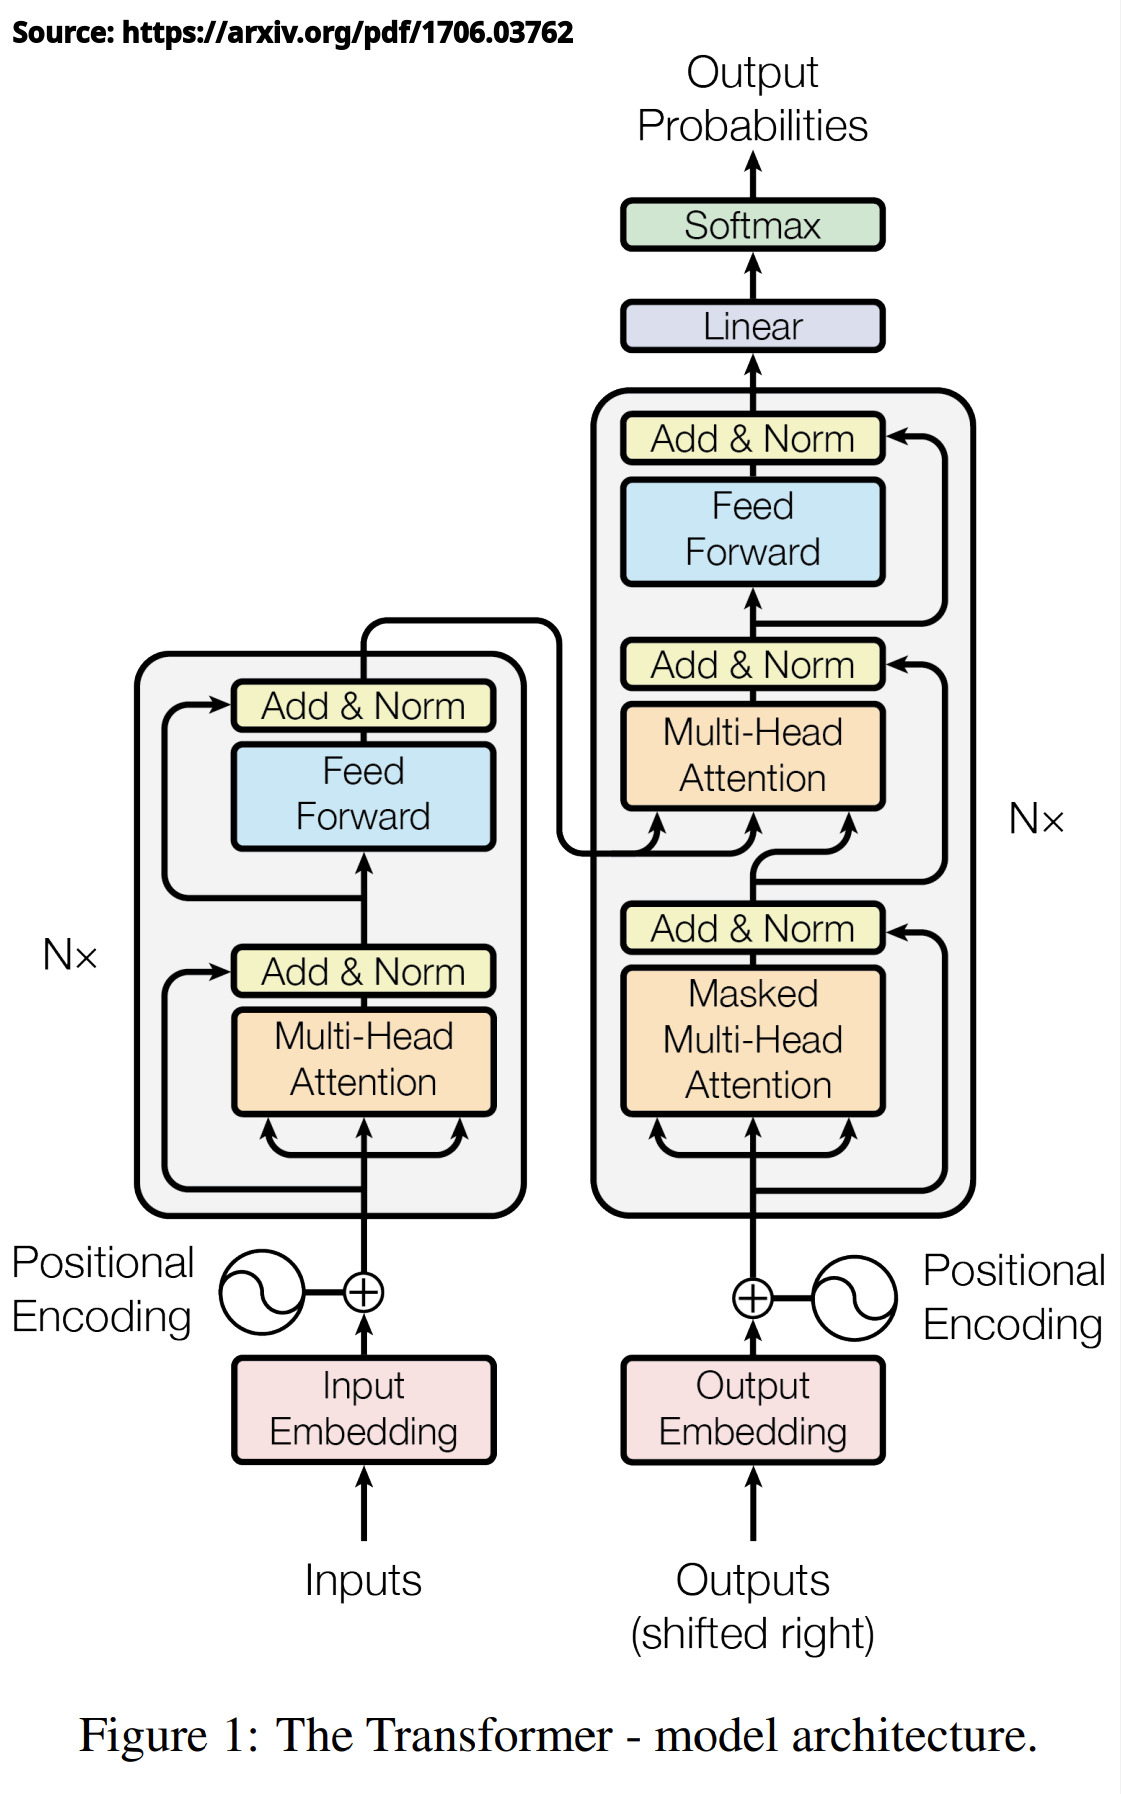 Source: https://arxiv.org/pdf/1706.03762
Output
Probabilities
Softmax
Linear
Add & Norm
Feed
Forward
Add & Norm
Multi-Head
Attention
Add & Norm
Masked
Multi-Head
Attention
N×
Add & Norm
Feed
Forward
Add & Norm
Multi-Head
Attention
N×
Positional
Encoding
Positional
Encoding
Input
Embedding
Output
Embedding
Inputs
Outputs
(shifted right)
Figure 1: The Transformer - model architecture.